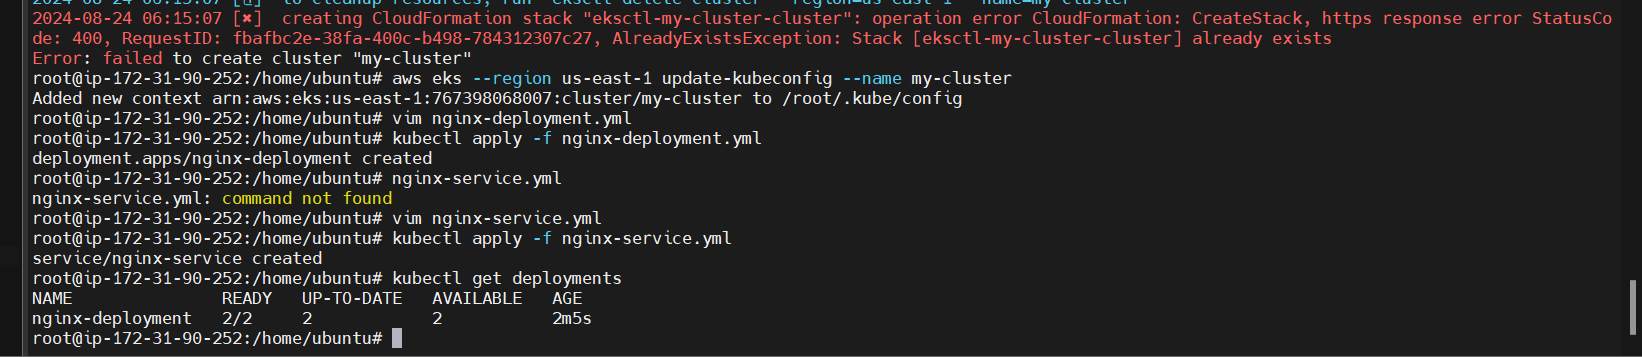 2024-08-24 06:15:07 [✖]  creating CloudFormation stack "eksctl-my-cluster-cluster": operation error CloudFormation: CreateStack, https response error StatusCo
de: 400, RequestID: fbafbc2e-38fa-400c-b498-784312307c27, AlreadyExistsException: Stack [eksctl-my-cluster-cluster] already exists
Error: failed to create cluster "my-cluster"
root@ip-172-31-90-252:/home/ubuntu# aws eks --region us-east-1 update-kubeconfig --name my-cluster
Added new context arn:aws:eks:us-east-1:767398068007:cluster/my-cluster to /root/.kube/config
root@ip-172-31-90-252:/home/ubuntu# vim nginx-deployment.yml
root@ip-172-31-90-252:/home/ubuntu# kubectl apply -f nginx-deployment.yml
deployment.apps/nginx-deployment created
root@ip-172-31-90-252:/home/ubuntu# nginx-service.yml
nginx-service.yml: command not found
root@ip-172-31-90-252:/home/ubuntu# vim nginx-service.yml
root@ip-172-31-90-252:/home/ubuntu# kubectl apply -f nginx-service.yml
service/nginx-service created
root@ip-172-31-90-252:/home/ubuntu# kubectl get deployments
NAME               READY   UP-TO-DATE   AVAILABLE   AGE
nginx-deployment   2/2     2            2           2m5s
root@ip-172-31-90-252:/home/ubuntu#